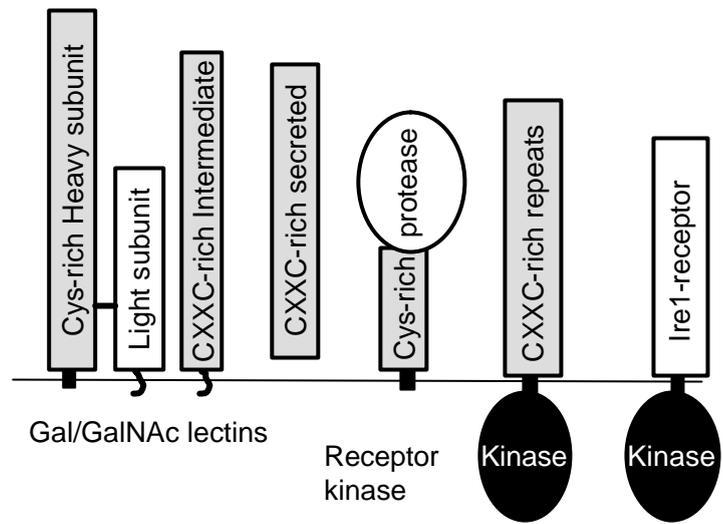 Cys-rich Heavy subunit
Light subunit
CXXC-rich Intermediate
CXXC-rich secreted
Cys-rich
protease
CXXC-rich repeats
Ire1-receptor
Gal/GalNAc lectins
Receptor
kinase
Kinase
Kinase